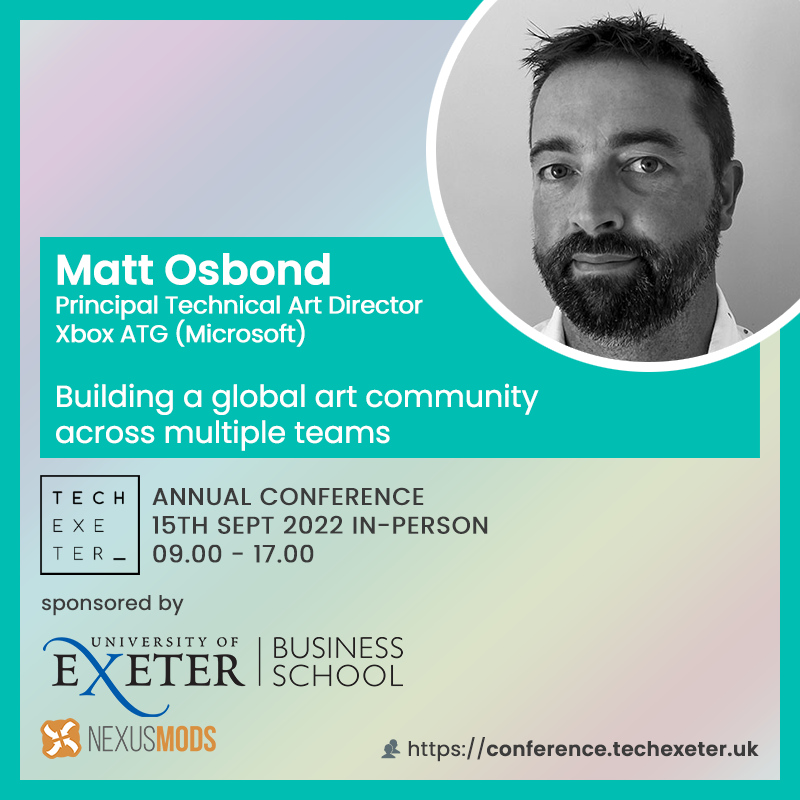 Matt Osbond
Principal Technical Art Director
Xbox ATG (Microsoft)
Building a global art community
across multiple teams
TECH
EXE
TER_
ANNUAL CONFERENCE
15TH SEPT 2022 IN-PERSON
09.00 - 17.00
sponsored by
UNIVERSITY OF
EXETER
BUSINESS
SCHOOL
NEXUSMODS
https://conference.techexeter.uk